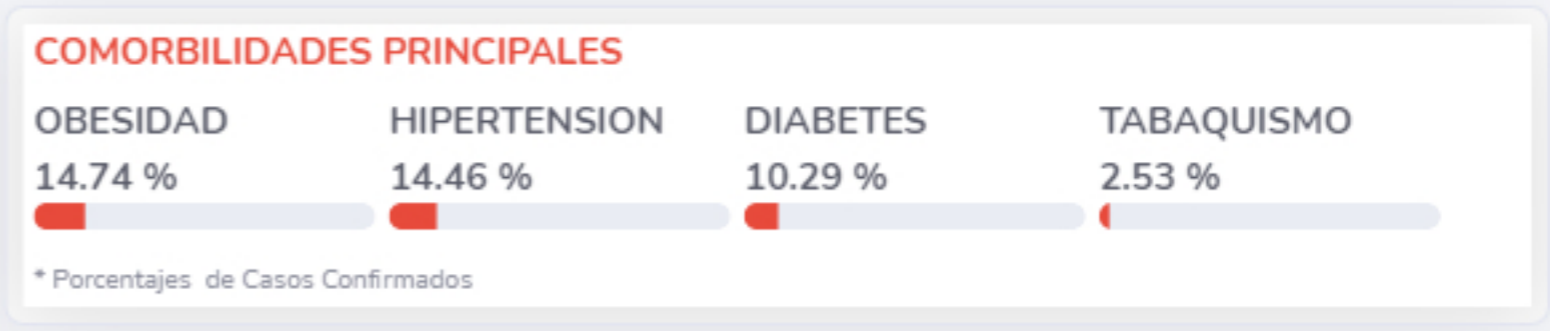 COMORBILIDADES PRINCIPALES
OBESIDAD HIPERTENSION DIABETES TABAQUISMO
14.74 % 14.46 % 10.29 % 2.53 %
* Porcentajes de Casos Confirmados